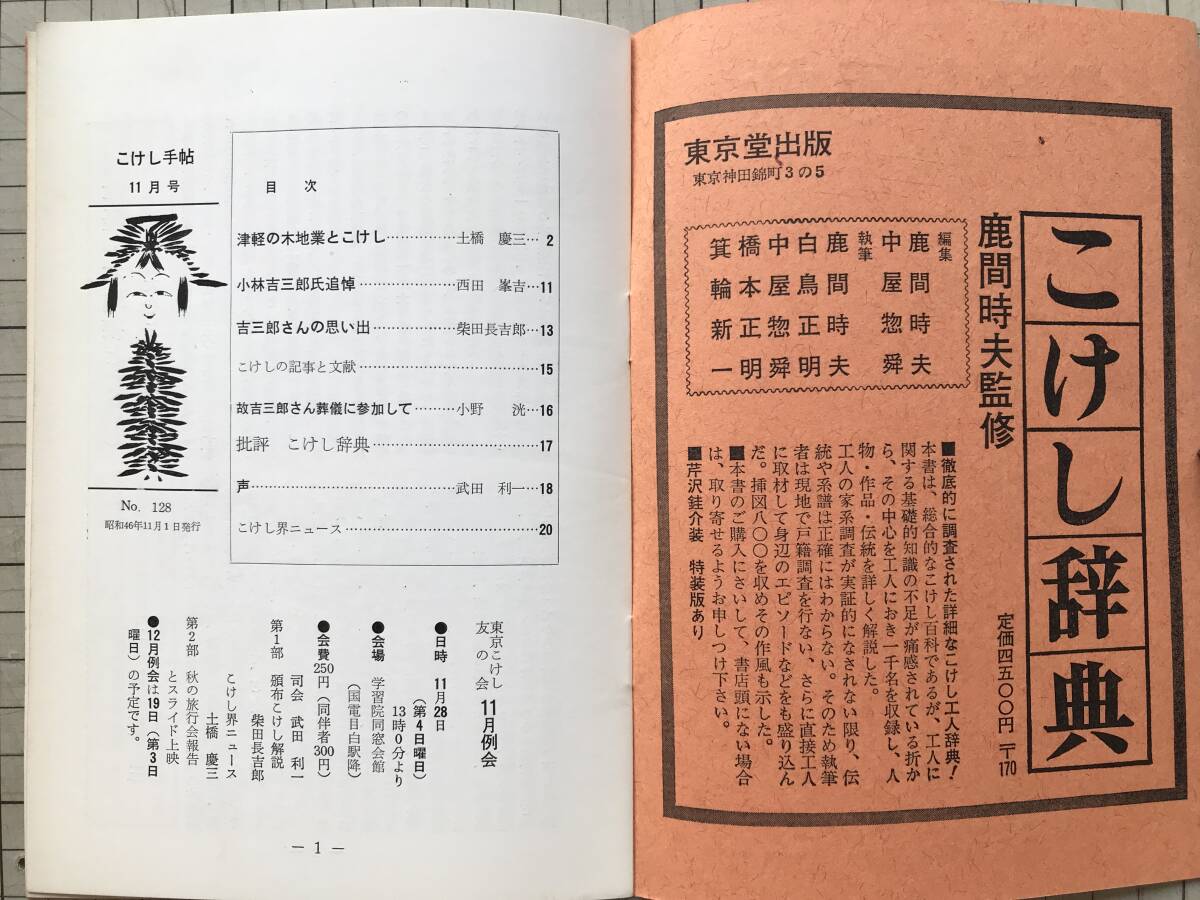 こけし手帖
11月号
No. 128
昭和46年11月1日発行
目 次
津軽の木地業とこけし……………土橋 慶三…2
小林吉三郎氏追悼………………西田 峯吉…11
吉三郎さんの思い出………………柴田長吉郎…13
こけしの記事と文献………………………………15
故吉三郎さん葬儀に参加して………小野 洸…16
批評 こけし辞典………………………………17
声………………………………武田 利一…18
こけし界ニュース………………………………20
東京こけし友の会 11月例会
●日時 11月28日
(第4日曜日)
13時0分より
●会場 学習院同窓会館
(国電目白駅降)
●会費 250円(同伴者300円)
司会 武田 利一
第1部 頒布こけし解説
柴田長吉郎
こけし界ニュース
土橋 慶三
第2部 秋の旅行会報告
とスライド上映
●12月例会は19日(第3
曜日)の予定です。
— 1 —
東京堂出版
東京神田錦町3の5
こけし辞典
定価四五〇〇円 〒170
鹿間時夫監修
編集
鹿間時夫
中屋惣舜
執筆
鹿間時夫
白鳥正明
中屋惣舜
橋本正明
箕輪新一
■徹底的に調査された詳細なこけし工人辞典!
本書は、総合的なこけし百科であるが、工人に
関する基礎的知識の不足が痛感されている折か
ら、その中心を工人におき一千名を収録し、人
物・作品・伝統を詳しく解説した。
工人の家系調査が実証的になされない限り、伝
統や系譜は正確にはわからない。そのため執筆
者は現地で戸籍調査を行ない、さらに直接工人
に取材して身辺のエピソードなどをも盛り込ん
だ。挿図八〇〇を収めその作風も示した。
■本書のご購入にさいして、書店頭にない場合
は、取り寄せるようお申しつけ下さい。
■芹沢銈介装 特装版あり